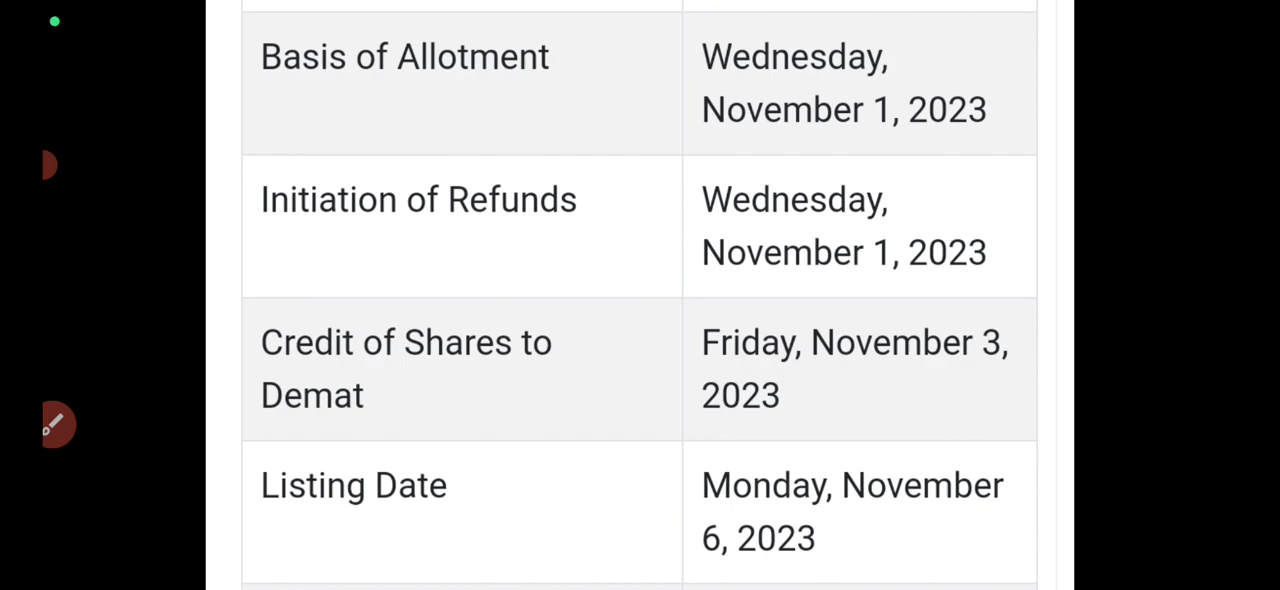 Basis of Allotment
Wednesday,
November 1, 2023
Initiation of Refunds
Wednesday,
November 1, 2023
Credit of Shares to
Demat
Friday, November 3,
2023
Listing Date
Monday, November
6, 2023